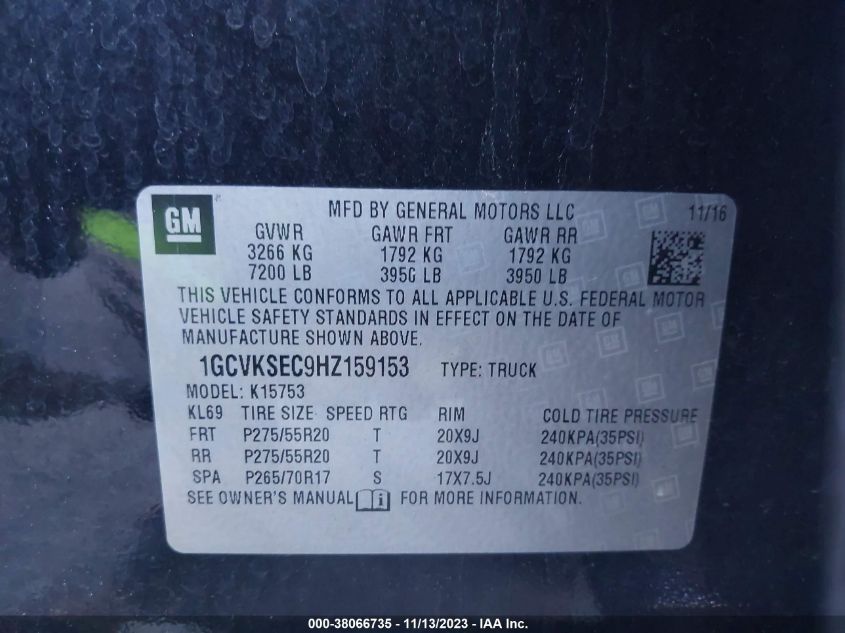 GM
MFD BY GENERAL MOTORS LLC 11/16
GVWR GAWR FRT GAWR RR
3266 KG 1792 KG 1792 KG
7200 LB 3950 LB 3950 LB
THIS VEHICLE CONFORMS TO ALL APPLICABLE U.S. FEDERAL MOTOR
VEHICLE SAFETY STANDARDS IN EFFECT ON THE DATE OF
MANUFACTURE SHOWN ABOVE.
1GCVKSEC9HZ159153 TYPE: TRUCK
MODEL: K15753
KL69 TIRE SIZE SPEED RTG RIM COLD TIRE PRESSURE
FRT P275/55R20 T 20X9J 240KPA(35PSI)
RR P275/55R20 T 20X9J 240KPA(35PSI)
SPA P265/70R17 S 17X7.5J 240KPA(35PSI)
SEE OWNER'S MANUAL FOR MORE INFORMATION.
000-38066735 - 11/13/2023 - IAA Inc.